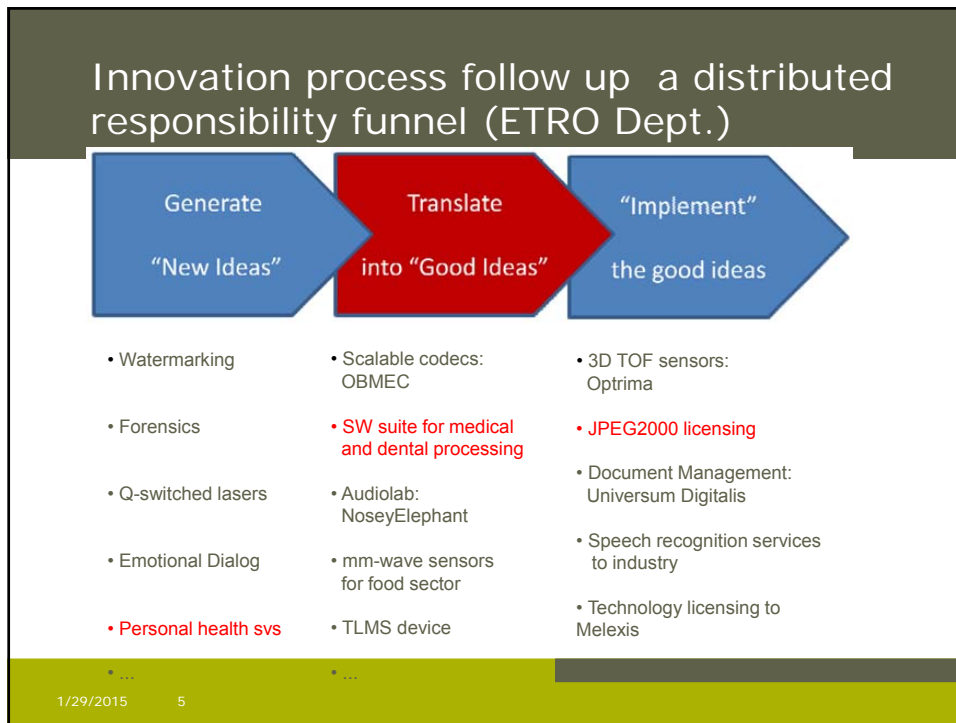 Innovation process follow up  a distributed
responsibility funnel (ETRO Dept.)
Generate
“New Ideas”
Translate
into “Good Ideas”
“Implement”
the good ideas
• Watermarking
• Forensics
• Q-switched lasers
• Emotional Dialog
• Personal health svs
• ...
• Scalable codecs:
OBMEC
• SW suite for medical
and dental processing
• Audiolab:
NoseyElephant
• mm-wave sensors
for food sector
• TLMS device
• ...
• 3D TOF sensors:
Optrima
• JPEG2000 licensing
• Document Management:
Universum Digitalis
• Speech recognition services
to industry
• Technology licensing to
Melexis
1/29/2015 5